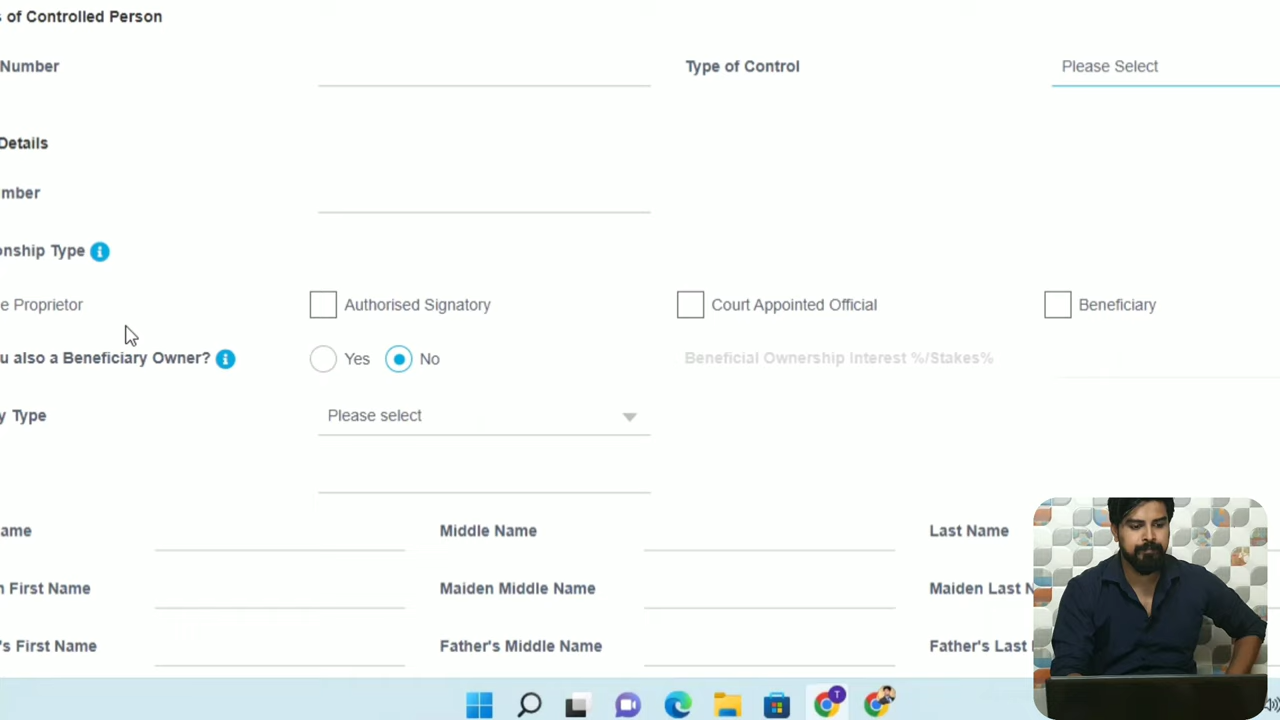 s of Controlled Person
Number
Type of Control
Please Select
Details
mber
onship Type i
e Proprietor
Authorised Signatory
Court Appointed Official
Beneficiary
u also a Beneficiary Owner? i
Yes
No
Beneficial Ownership Interest %/Stakes%
y Type
Please select
ame
Middle Name
Last Name
n First Name
Maiden Middle Name
Maiden Last N
's First Name
Father's Middle Name
Father's Last
T